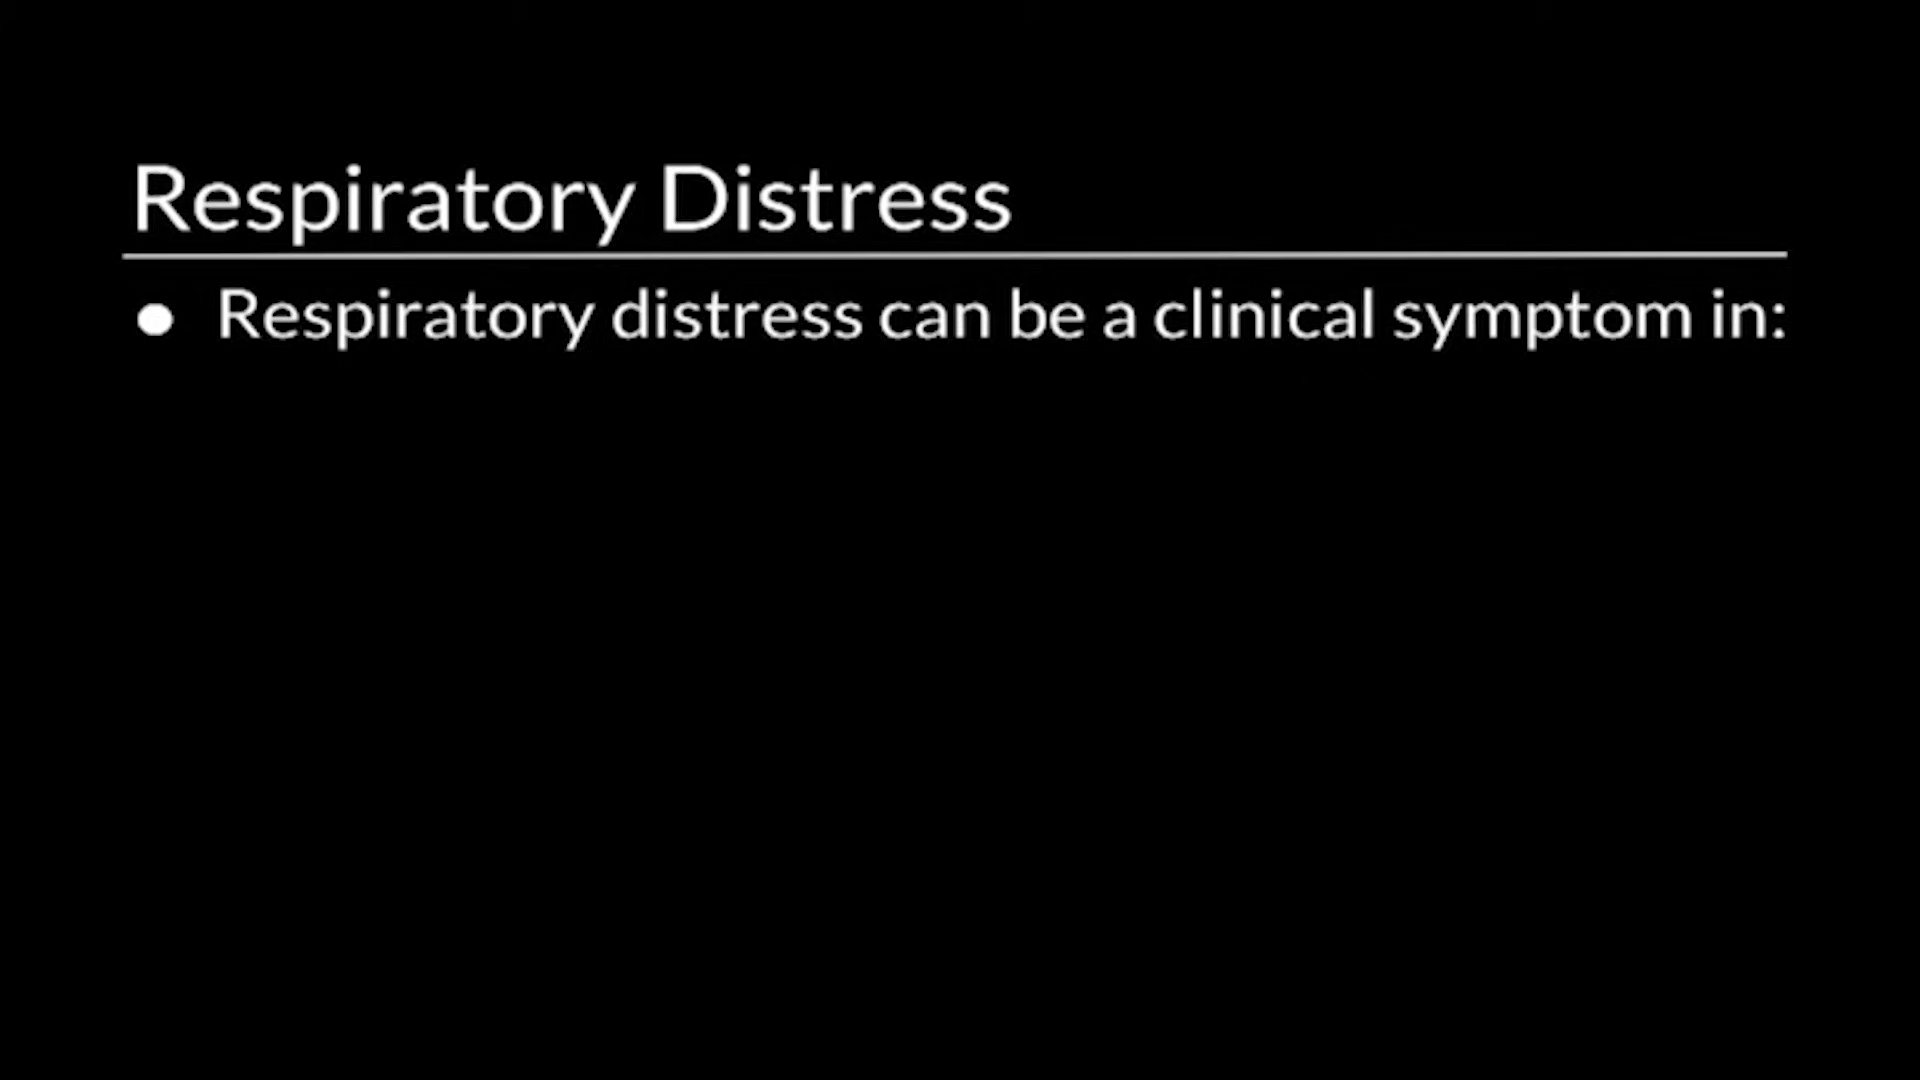 Respiratory Distress
● Respiratory distress can be a clinical symptom in: